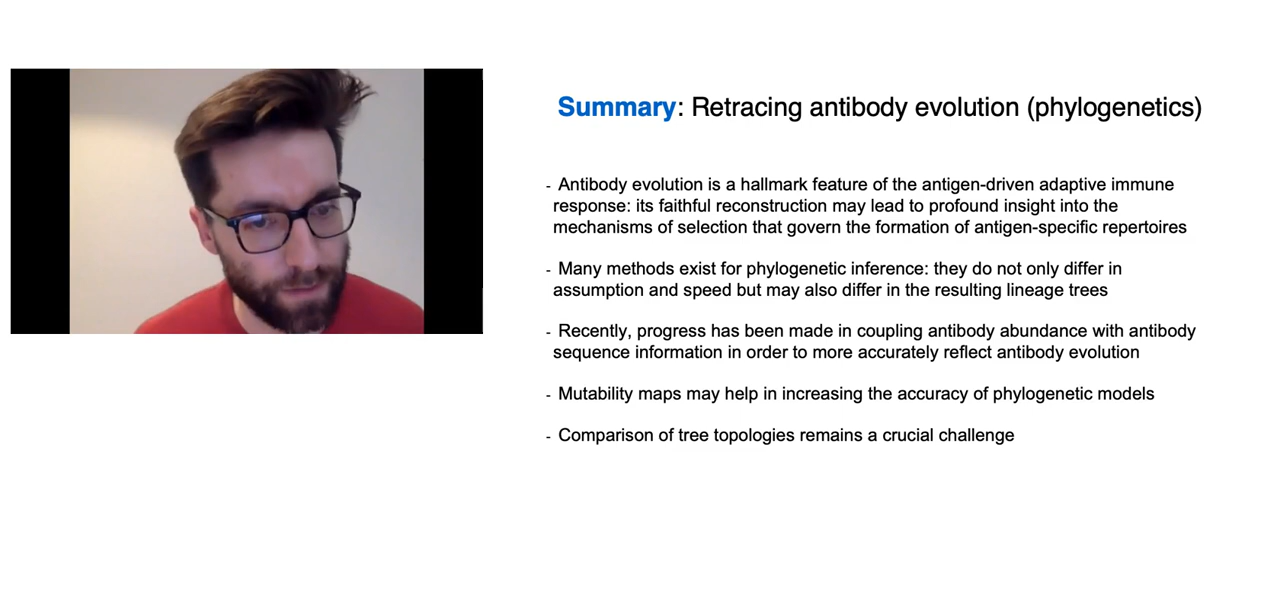 Summary: Retracing antibody evolution (phylogenetics)
- Antibody evolution is a hallmark feature of the antigen-driven adaptive immune
response: its faithful reconstruction may lead to profound insight into the
mechanisms of selection that govern the formation of antigen-specific repertoires
- Many methods exist for phylogenetic inference: they do not only differ in
assumption and speed but may also differ in the resulting lineage trees
- Recently, progress has been made in coupling antibody abundance with antibody
sequence information in order to more accurately reflect antibody evolution
- Mutability maps may help in increasing the accuracy of phylogenetic models
- Comparison of tree topologies remains a crucial challenge